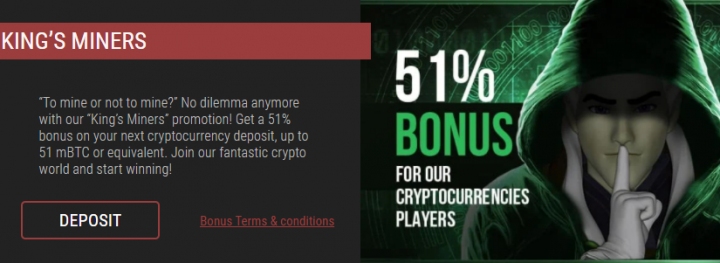 KING'S MINERS
"To mine or not to mine?" No dilemma anymore
with our "King's Miners" promotion! Get a 51%
bonus on your next cryptocurrency deposit, up to
51 mBTC or equivalent. Join our fantastic crypto
world and start winning!
DEPOSIT
Bonus Terms & conditions
51%
BONUS
FOR OUR
CRYPTOCURRENCIES
PLAYERS